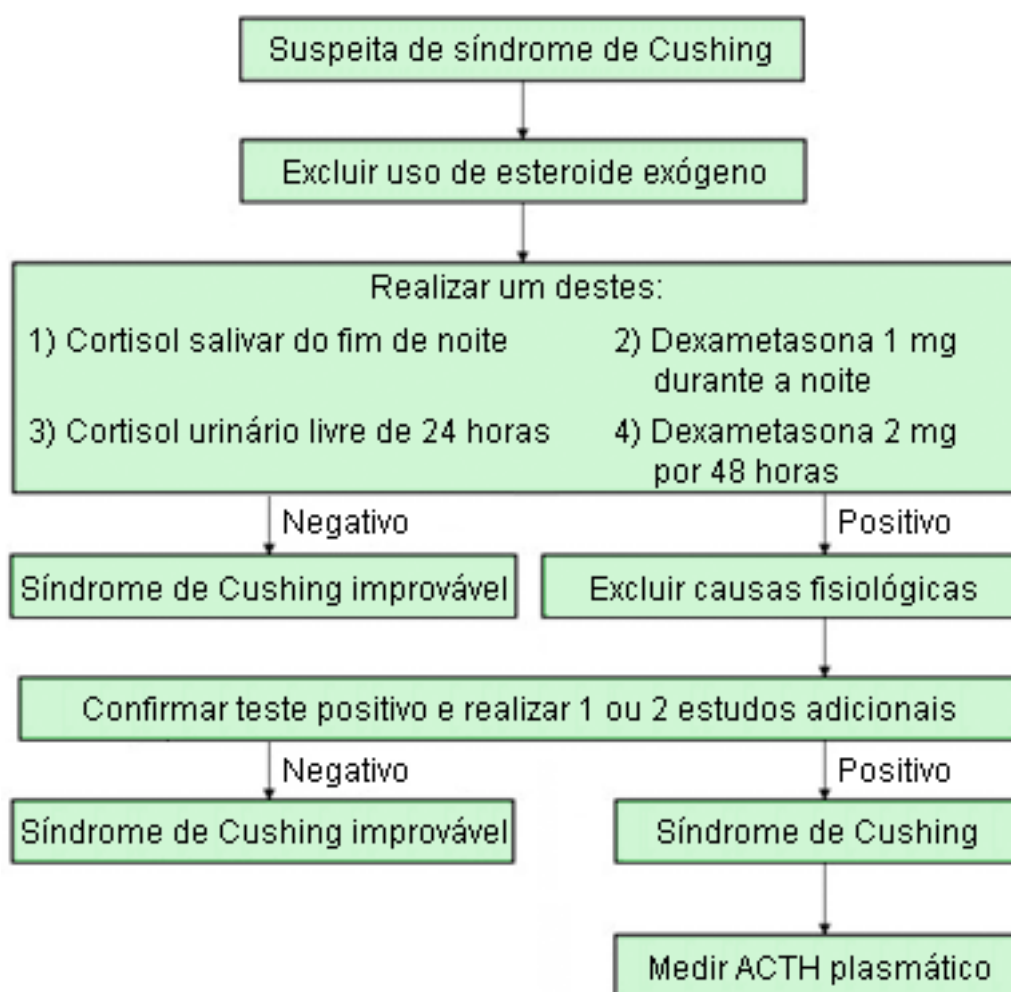 Suspeita de síndrome de Cushing
Excluir uso de esteroide exógeno
Realizar um destes:
1) Cortisol salivar do fim de noite
2) Dexametasona 1 mg
durante a noite
3) Cortisol urinário livre de 24 horas
4) Dexametasona 2 mg
por 48 horas
Negativo
Positivo
Síndrome de Cushing improvável
Excluir causas fisiológicas
Confirmar teste positivo e realizar 1 ou 2 estudos adicionais
Negativo
Positivo
Síndrome de Cushing improvável
Síndrome de Cushing
Medir ACTH plasmático